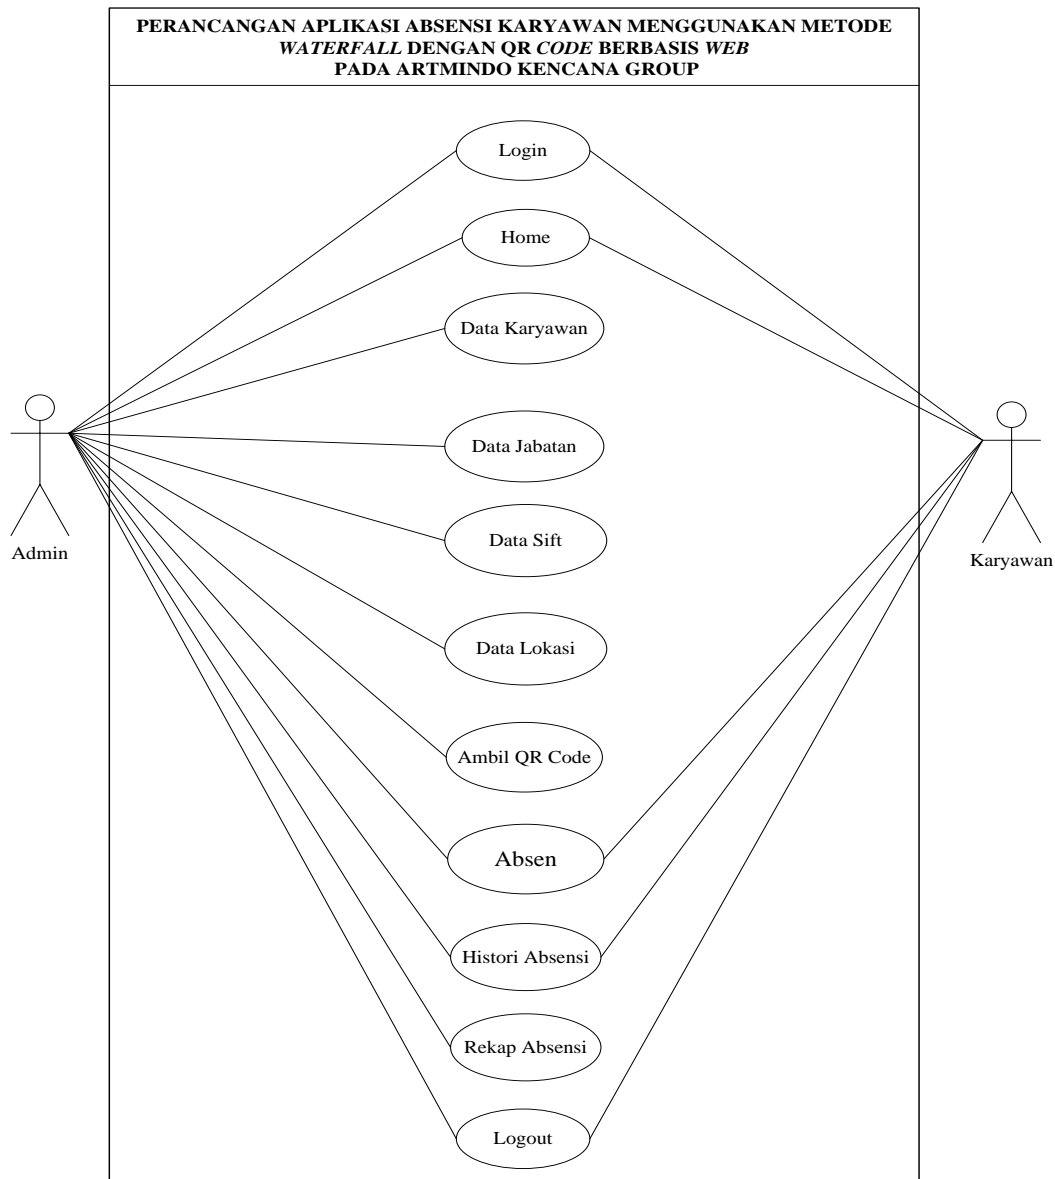 PERANCANGAN APLIKASI ABSENSI KARYAWAN MENGGUNAKAN METODE
WATERFALL DENGAN QR CODE BERBASIS WEB
PADA ARTMINDO KENCANA GROUP
Login
Home
Data Karyawan
Data Jabatan
Data Sift
Admin
Karyawan
Data Lokasi
Ambil QR Code
Absen
Histori Absensi
Rekap Absensi
Logout